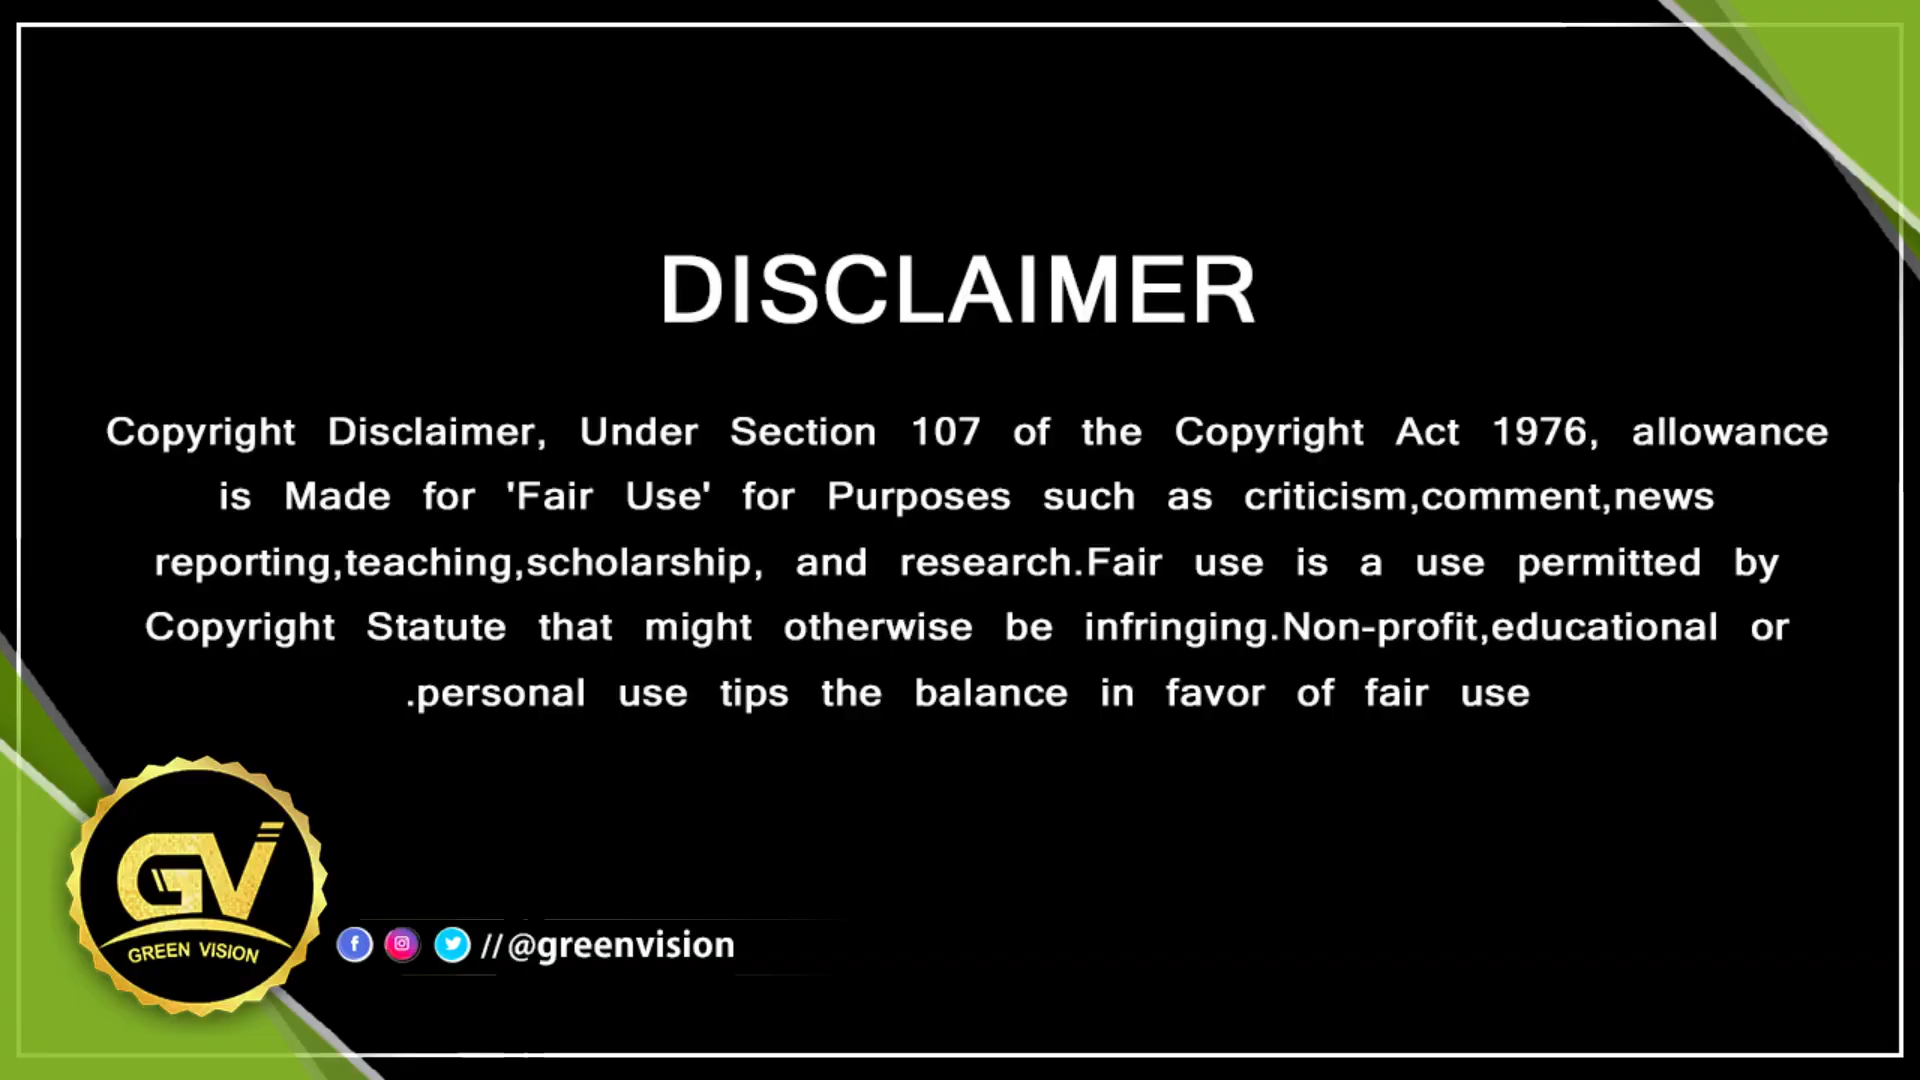 DISCLAIMER
Copyright Disclaimer, Under Section 107 of the Copyright Act 1976, allowance
is Made for 'Fair Use' for Purposes such as criticism,comment,news
reporting,teaching,scholarship, and research.Fair use is a use permitted by
Copyright Statute that might otherwise be infringing.Non-profit,educational or
.personal use tips the balance in favor of fair use
GV
GREEN VISION
//@greenvision